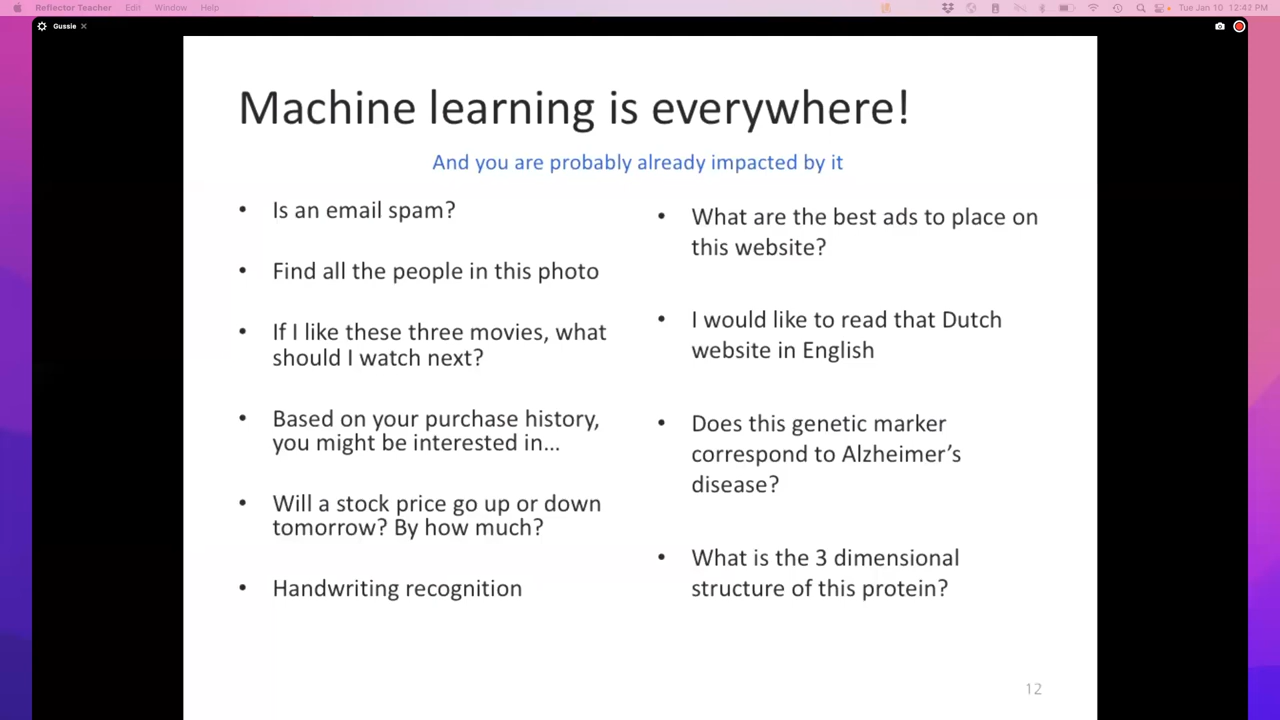 Reflector Teacher Edit Window Help
Tue Jan 10 12:42 PM
Gussie
Machine learning is everywhere!
And you are probably already impacted by it
• Is an email spam?
• Find all the people in this photo
• If I like these three movies, what
should I watch next?
• Based on your purchase history,
you might be interested in...
• Will a stock price go up or down
tomorrow? By how much?
• Handwriting recognition
• What are the best ads to place on
this website?
• I would like to read that Dutch
website in English
• Does this genetic marker
correspond to Alzheimer’s
disease?
• What is the 3 dimensional
structure of this protein?
12